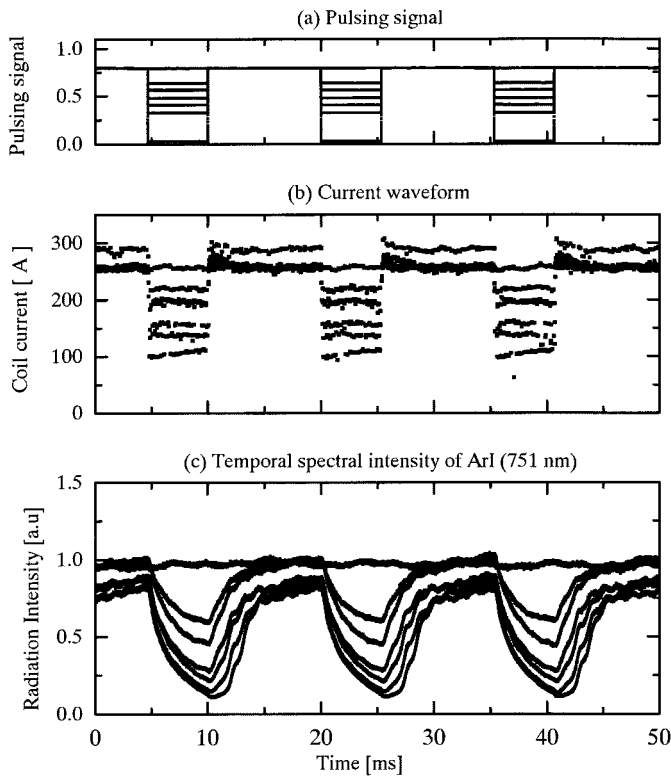 (a) Pulsing signal
Pulsing signal
1.0
0.5
0.0
(b) Current waveform
Coil current [ A ]
300
200
100
0
(c) Temporal spectral intensity of ArI (751 nm)
Radiation Intensity [a.u]
1.5
1.0
0.5
0.0
0 10 20 30 40 50
Time [ms]